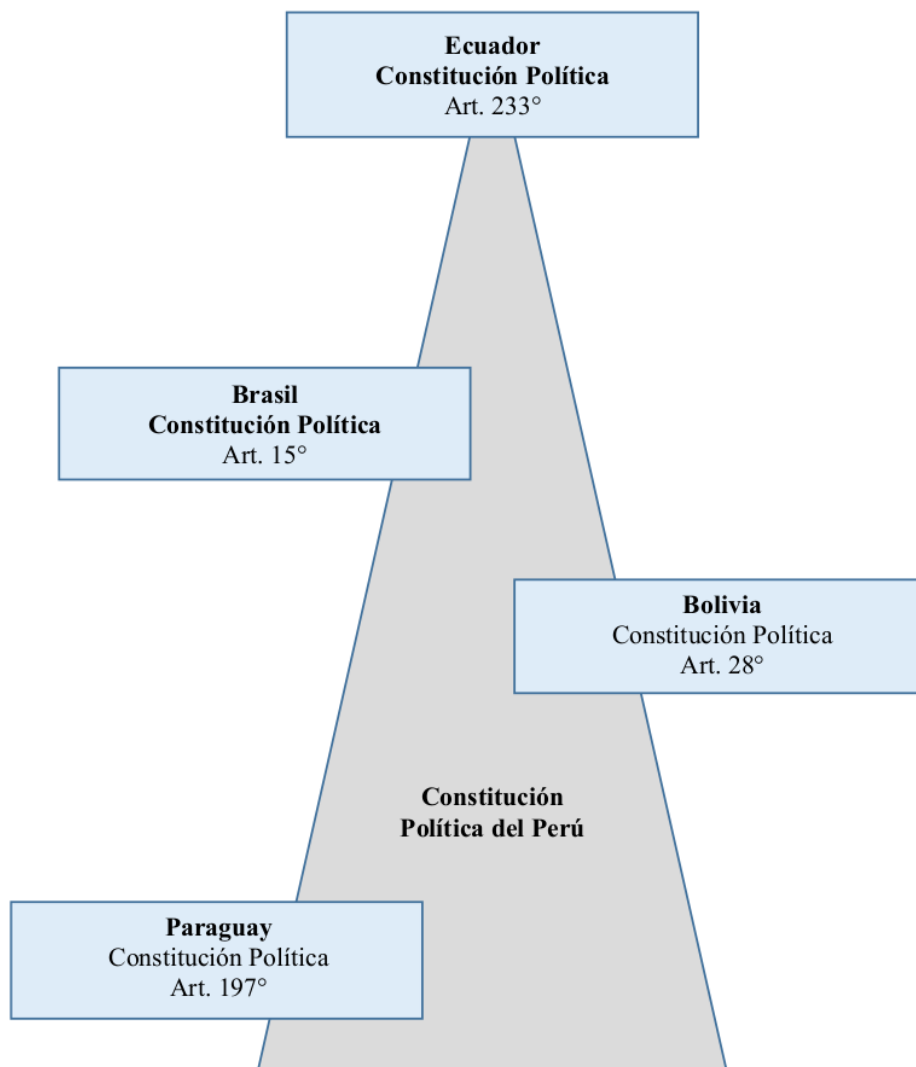 Ecuador
Constitución Política
Art. 233°
Brasil
Constitución Política
Art. 15°
Bolivia
Constitución Política
Art. 28°
Constitución
Política del Perú
Paraguay
Constitución Política
Art. 197°